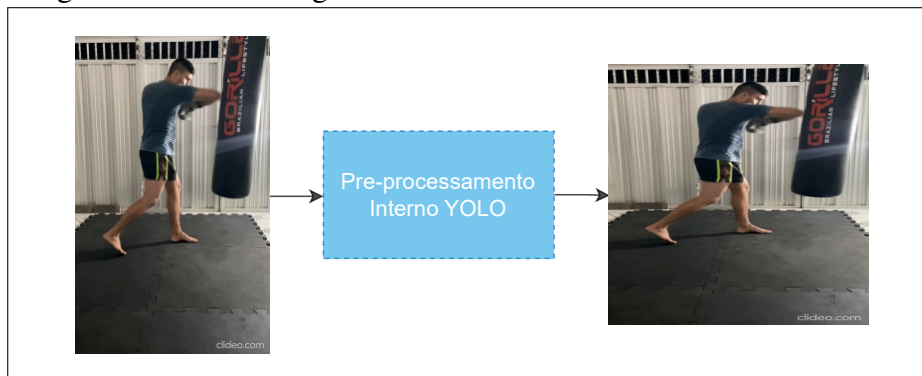 GORILLA
BRAZILIAN
LIFESTYLE
clideo.com
Pre-processamento
Interno YOLO
GORILLA
BRAZILIAN
LIFESTYLE
clideo.com